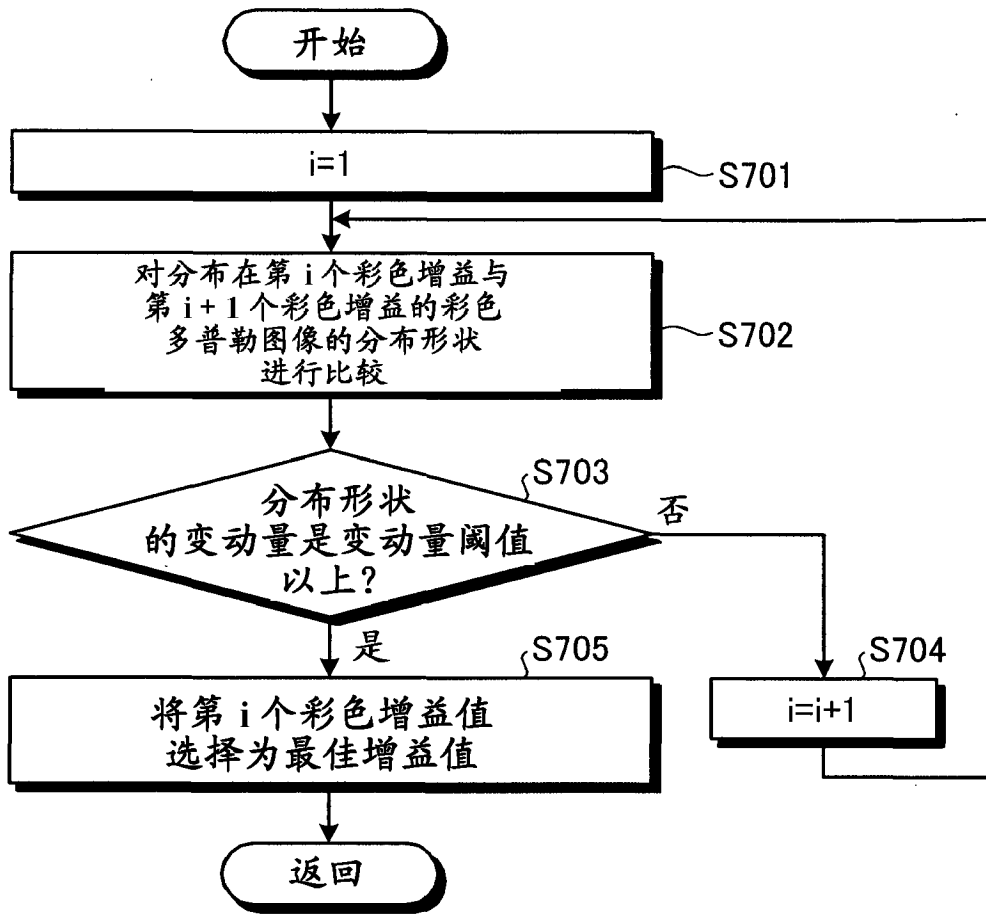 开始
i=1
S701
对分布在第 i 个彩色增益与
第 i+1 个彩色增益的彩色
多普勒图像的分布形状
进行比较
S702
S703
分布形状
的变动量是变动量阈值
以上?
否
是
S704
i=i+1
S705
将第 i 个彩色增益值
选择为最佳增益值
返回